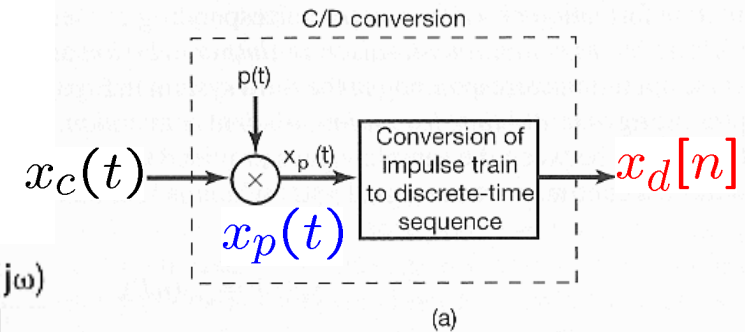 C/D conversion
p(t)
x_c(t)
×
x_p (t)
x_p(t)
Conversion of
impulse train
to discrete-time
sequence
x_d[n]
jω)
(a)